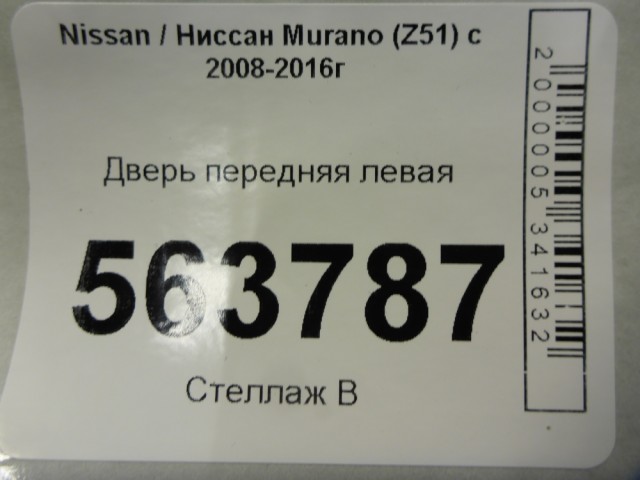 Nissan / Ниссан Murano (Z51) с
2008-2016г
Дверь передняя левая
563787
Стеллаж В
2000005341632